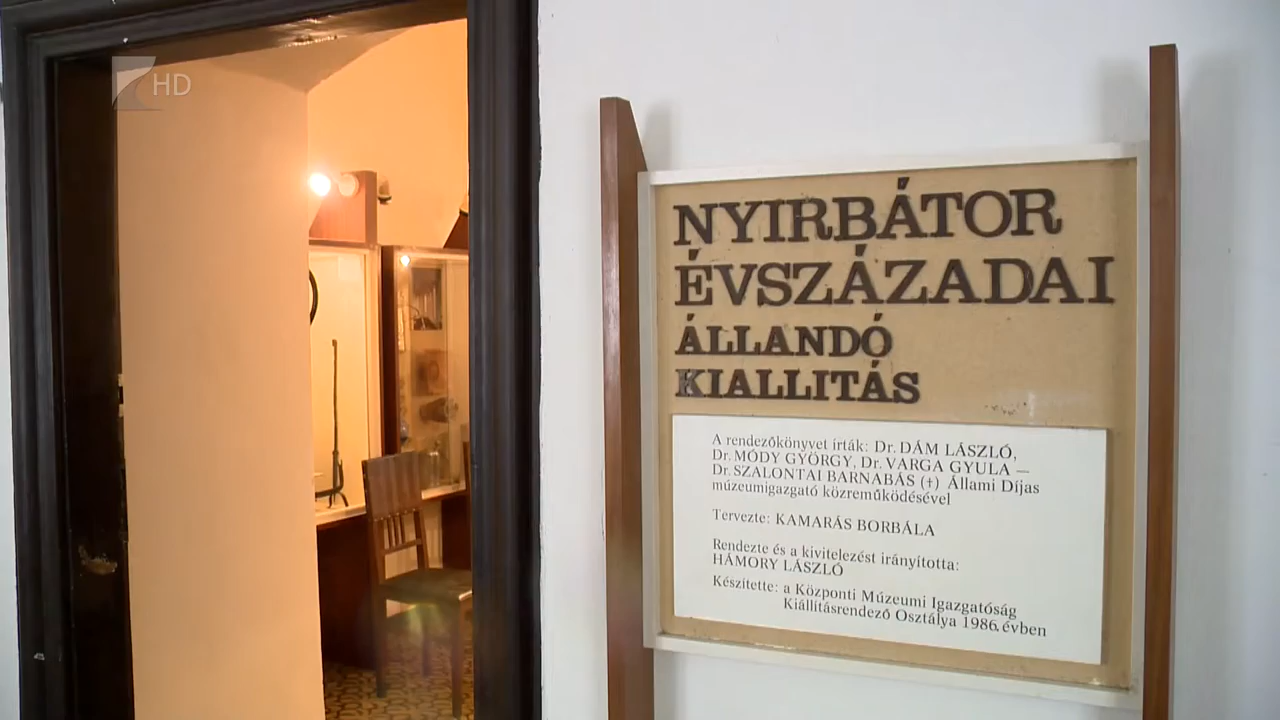 HD
NYIRBÁTOR
ÉVSZÁZADAI
ÁLLANDÓ
KIALLITÁS
A rendezőkönyvet írták: Dr. DÁM LÁSZLÓ,
Dr. MÓDY GYÖRGY, Dr. VARGA GYULA —
Dr. SZALONTAI BARNABÁS (†) Állami Díjas
múzeumigazgató közreműködésével
Tervezte: KAMARÁS BORBÁLA
Rendezte és a kivitelezést irányította:
HÁMORY LÁSZLÓ
Készítette: a Központi Múzeumi Igazgatóság
Kiállításrendező Osztálya 1986. évben